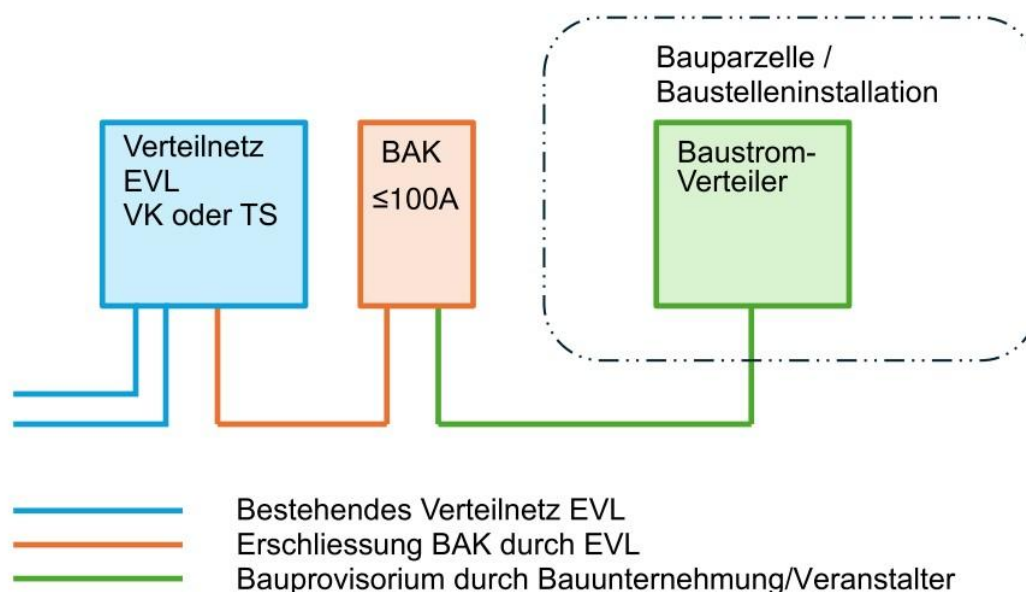 Bauparzelle /
Baustelleninstallation
Verteilnetz
EVL
VK oder TS
BAK
≤100A
Baustrom-
Verteiler
Bestehendes Verteilnetz EVL
Erschliessung BAK durch EVL
Bauprovisorium durch Bauunternehmung/Veranstalter